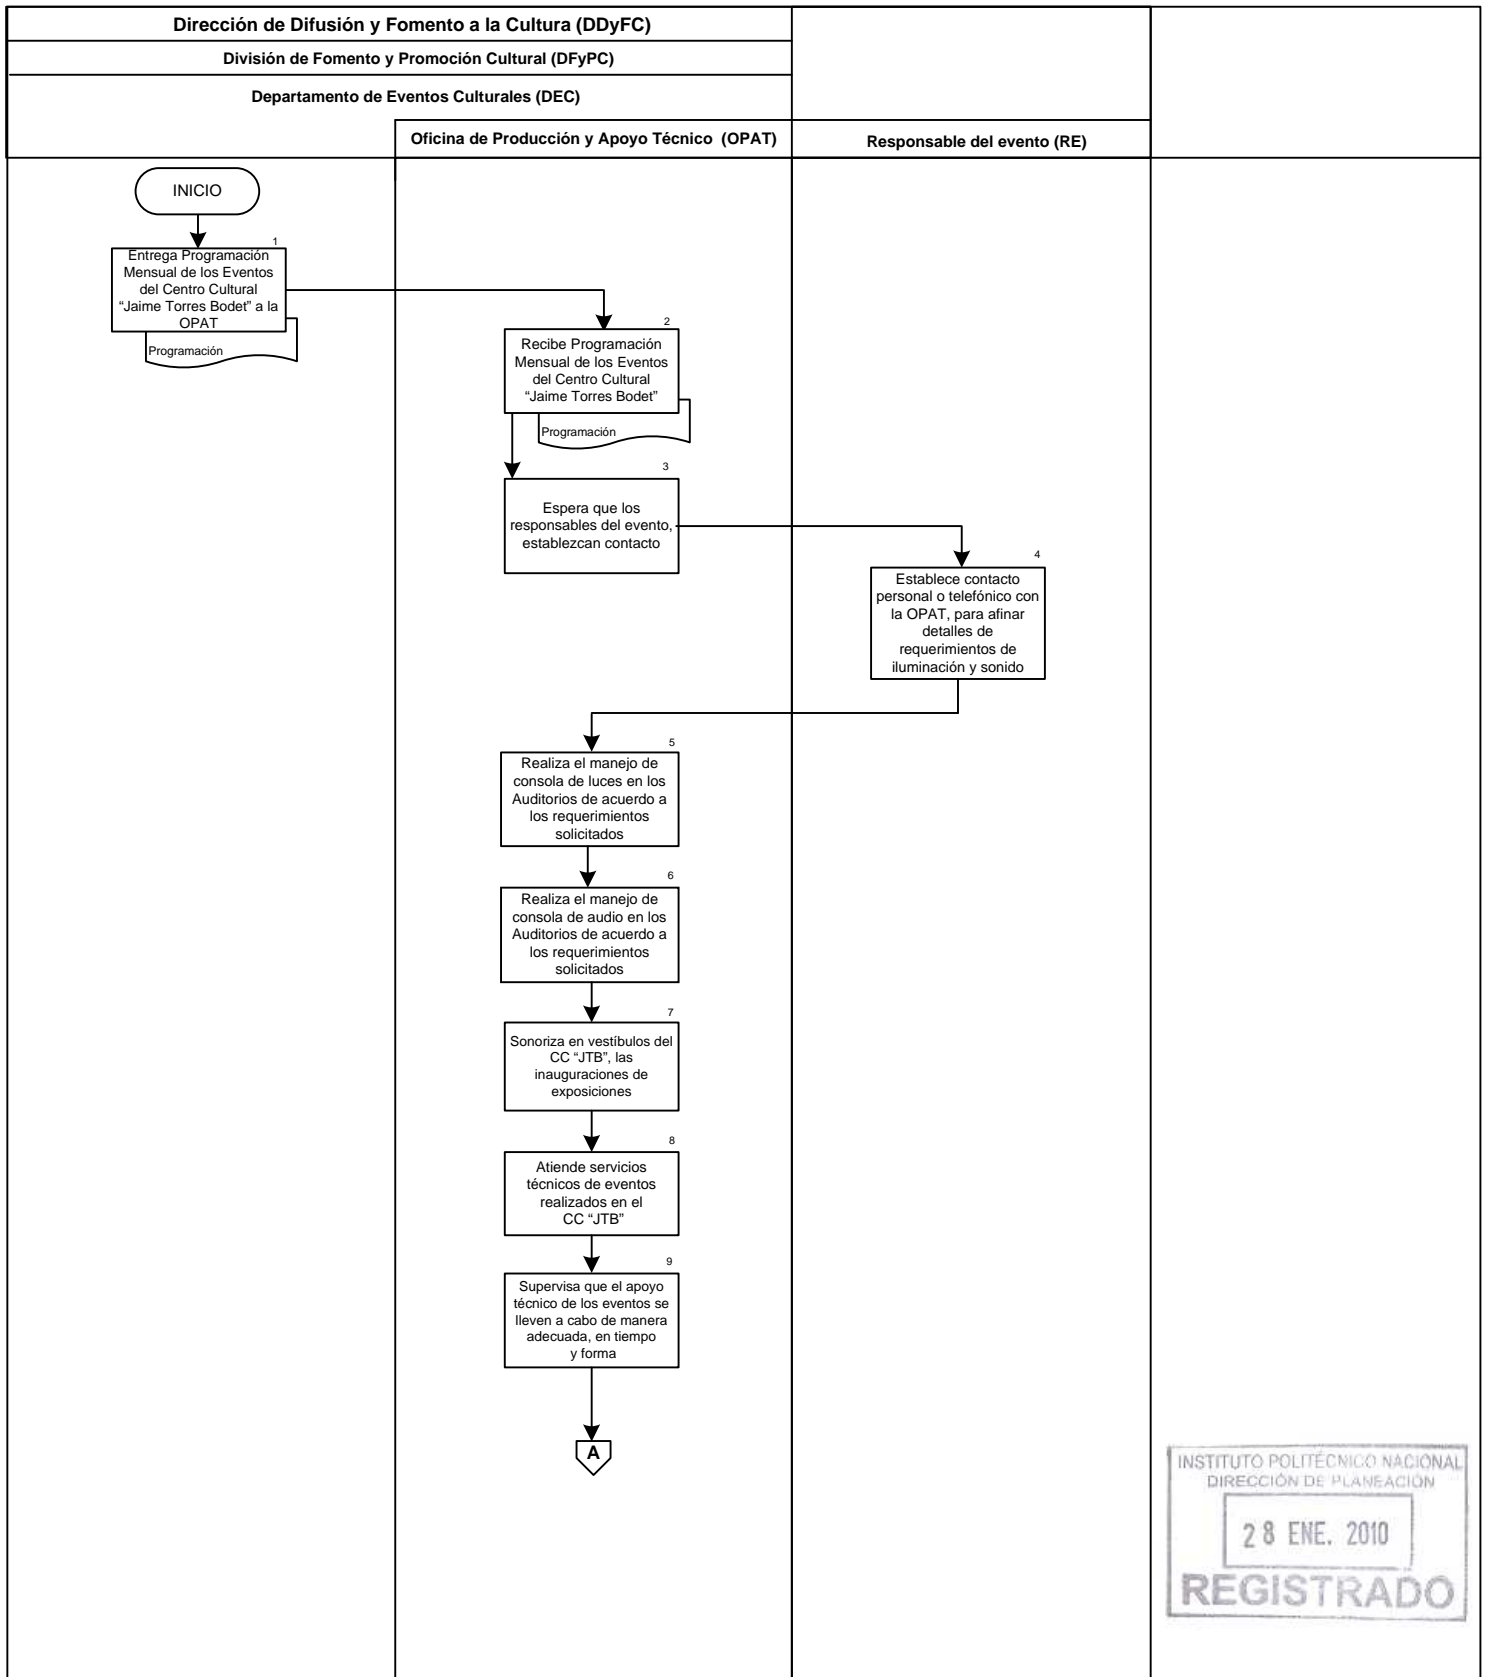 Dirección de Difusión y Fomento a la Cultura (DDyFC)
División de Fomento y Promoción Cultural (DFyPC)
Departamento de Eventos Culturales (DEC)
Oficina de Producción y Apoyo Técnico (OPAT)
Responsable del evento (RE)
INICIO
1
Entrega Programación
Mensual de los Eventos
del Centro Cultural
“Jaime Torres Bodet” a la
OPAT
Programación
2
Recibe Programación
Mensual de los Eventos
del Centro Cultural
“Jaime Torres Bodet”
Programación
3
Espera que los
responsables del evento,
establezcan contacto
4
Establece contacto
personal o telefónico con
la OPAT, para afinar
detalles de
requerimientos de
iluminación y sonido
5
Realiza el manejo de
consola de luces en los
Auditorios de acuerdo a
los requerimientos
solicitados
6
Realiza el manejo de
consola de audio en los
Auditorios de acuerdo a
los requerimientos
solicitados
7
Sonoriza en vestíbulos del
CC “JTB”, las
inauguraciones de
exposiciones
8
Atiende servicios
técnicos de eventos
realizados en el
CC “JTB”
9
Supervisa que el apoyo
técnico de los eventos se
lleven a cabo de manera
adecuada, en tiempo
y forma
A
INSTITUTO POLITÉCNICO NACIONAL
DIRECCIÓN DE PLANEACIÓN
28 ENE. 2010
REGISTRADO